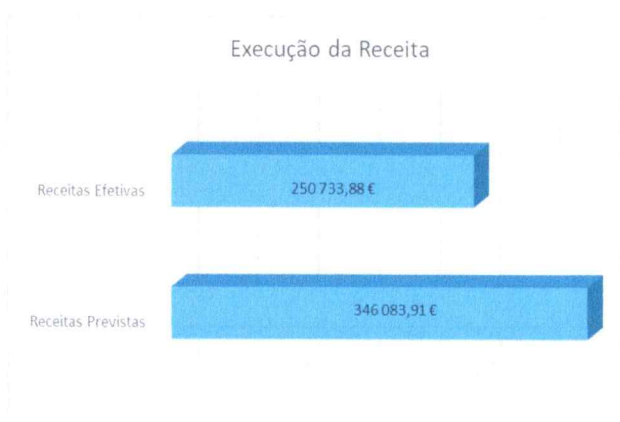 Execução da Receita
Receitas Efetivas
250 733,88 €
Receitas Previstas
346 083,91 €